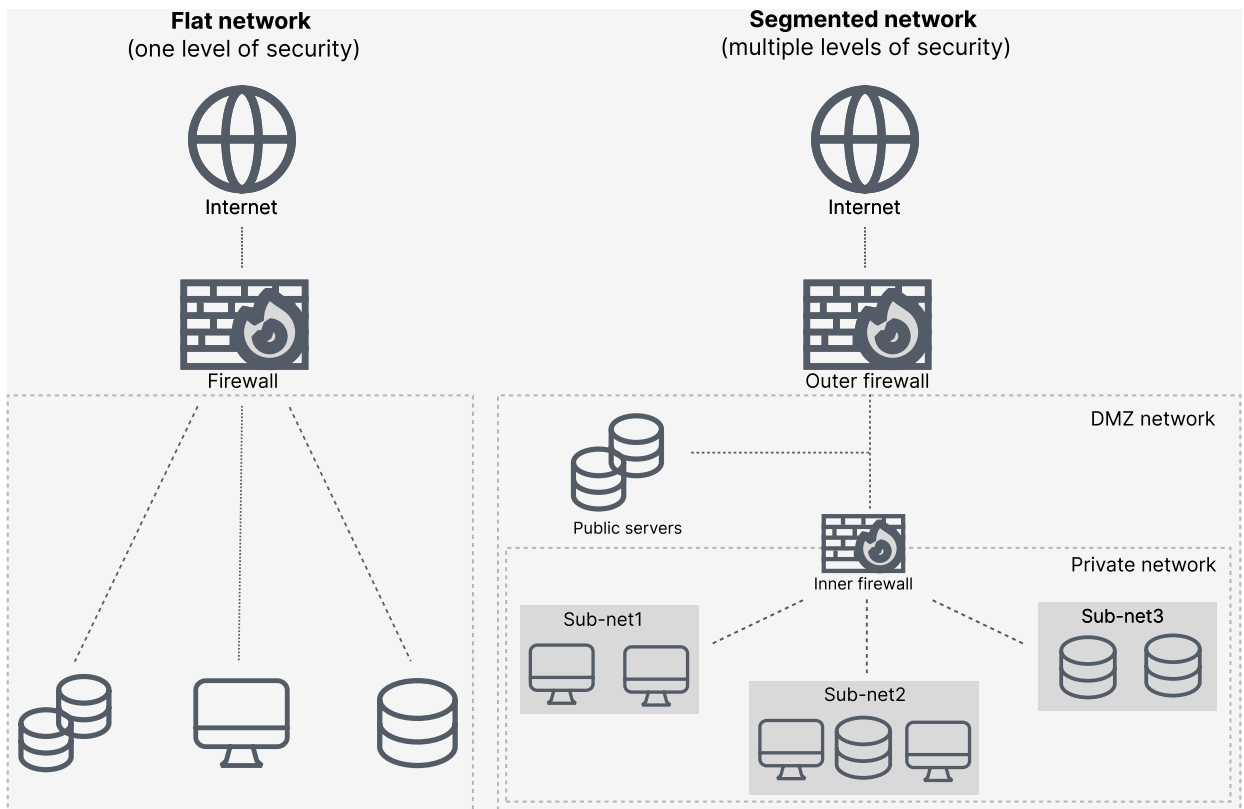 Flat network
(one level of security)
Internet
Firewall
Segmented network
(multiple levels of security)
Internet
Outer firewall
DMZ network
Public servers
Inner firewall
Private network
Sub-net1
Sub-net2
Sub-net3